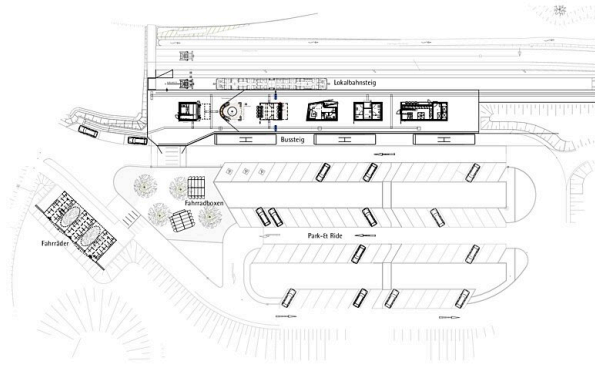 Lokalbahnsteig
Bussteig
Fahrradboxen
Fahrräder
Park-Et Ride